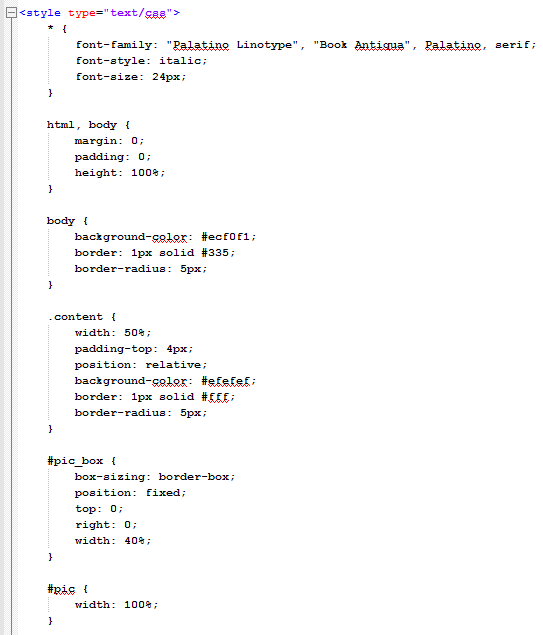 <style type="text/css">
* {
font-family: "Palatino Linotype", "Book Antiqua", Palatino, serif;
font-style: italic;
font-size: 24px;
}
html, body {
margin: 0;
padding: 0;
height: 100%;
}
body {
background-color: #ecf0f1;
border: 1px solid #335;
border-radius: 5px;
}
.content {
width: 50%;
padding-top: 4px;
position: relative;
background-color: #efefef;
border: 1px solid #fff;
border-radius: 5px;
}
#pic_box {
box-sizing: border-box;
position: fixed;
top: 0;
right: 0;
width: 40%;
}
#pic {
width: 100%;
}